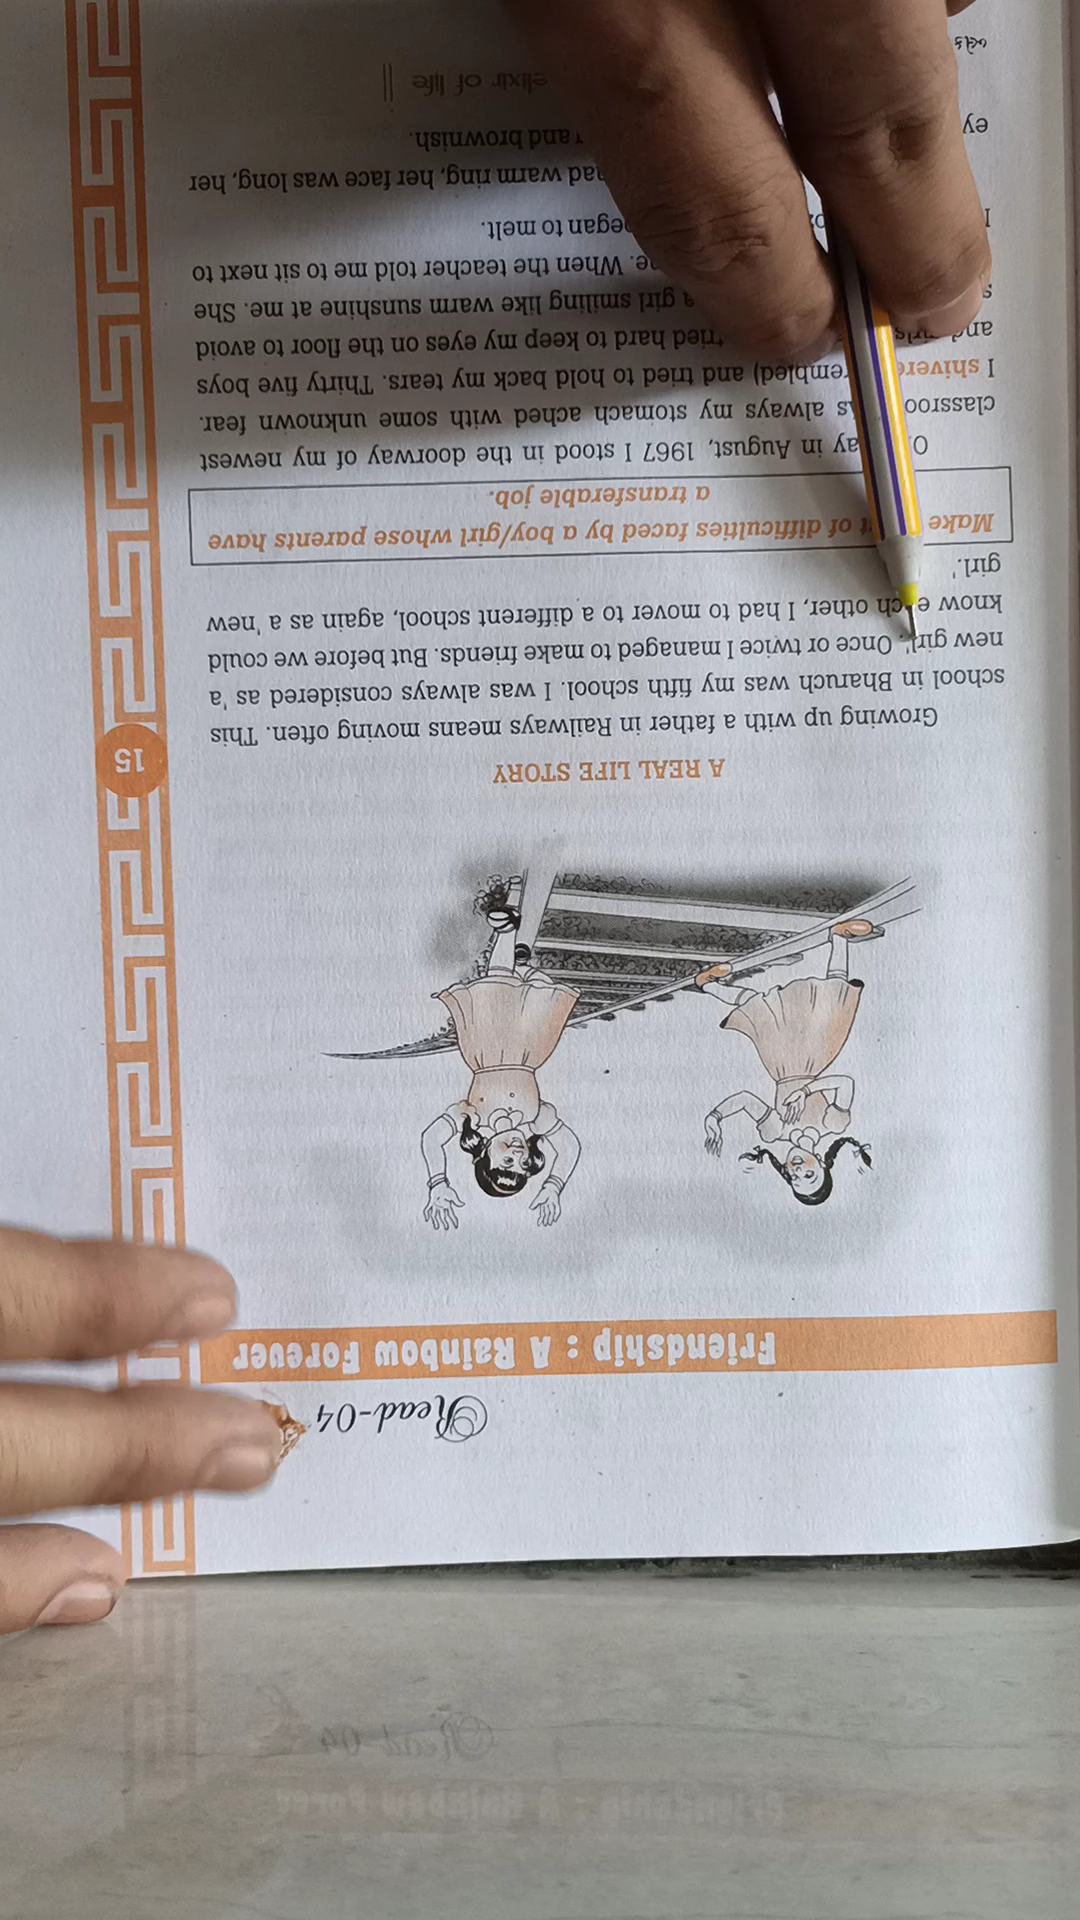 Read-04
Friendship : A Rainbow Forever
A REAL LIFE STORY
Growing up with a father in Railways means moving often. This
school in Bharuch was my fifth school. I was always considered as 'a
new girl'. Once or twice I managed to make friends. But before we could
know each other, I had to mover to a different school, again as a 'new
girl.'
Make of difficulties faced by a boy/girl whose parents have
a transferable job.
in August, 1967 I stood in the doorway of my newest
always my stomach ached with some unknown fear.
I and tried to hold back my tears. Thirty five boys
tried hard to keep my eyes on the floor to avoid
a girl smiling like warm sunshine at me. She
When the teacher told me to sit next to
began to melt.
warm ring, her face was long, her
and brownish.
elixir of life
15